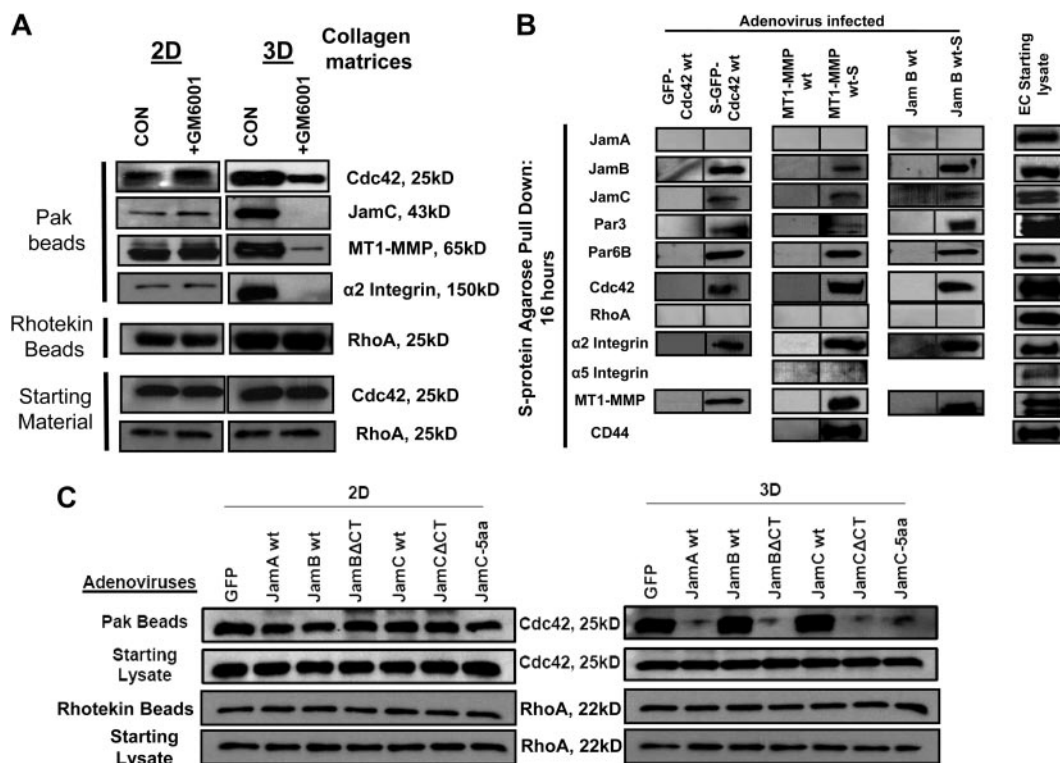 A
2D
3D
Collagen
matrices
CON
+GM6001
CON
+GM6001
Pak
beads
Cdc42, 25kD
JamC, 43kD
MT1-MMP, 65kD
α2 Integrin, 150kD
Rhotekin
Beads
RhoA, 25kD
Starting
Material
Cdc42, 25kD
RhoA, 25kD
B
Adenovirus infected
GFP-
Cdc42 wt
S-GFP-
Cdc42 wt
MT1-MMP
wt
MT1-MMP
wt-S
Jam B wt
Jam B wt-S
EC Starting
lysate
S-protein Agarose Pull Down:
16 hours
JamA
JamB
JamC
Par3
Par6B
Cdc42
RhoA
α2 Integrin
α5 Integrin
MT1-MMP
CD44
C
2D
3D
Adenoviruses
GFP
JamA wt
JamB wt
JamBΔCT
JamC wt
JamCΔCT
JamC-5aa
GFP
JamA wt
JamB wt
JamBΔCT
JamC wt
JamCΔCT
JamC-5aa
Pak Beads
Cdc42, 25kD
Starting
Lysate
Cdc42, 25kD
Rhotekin Beads
RhoA, 22kD
Starting
Lysate
RhoA, 22kD